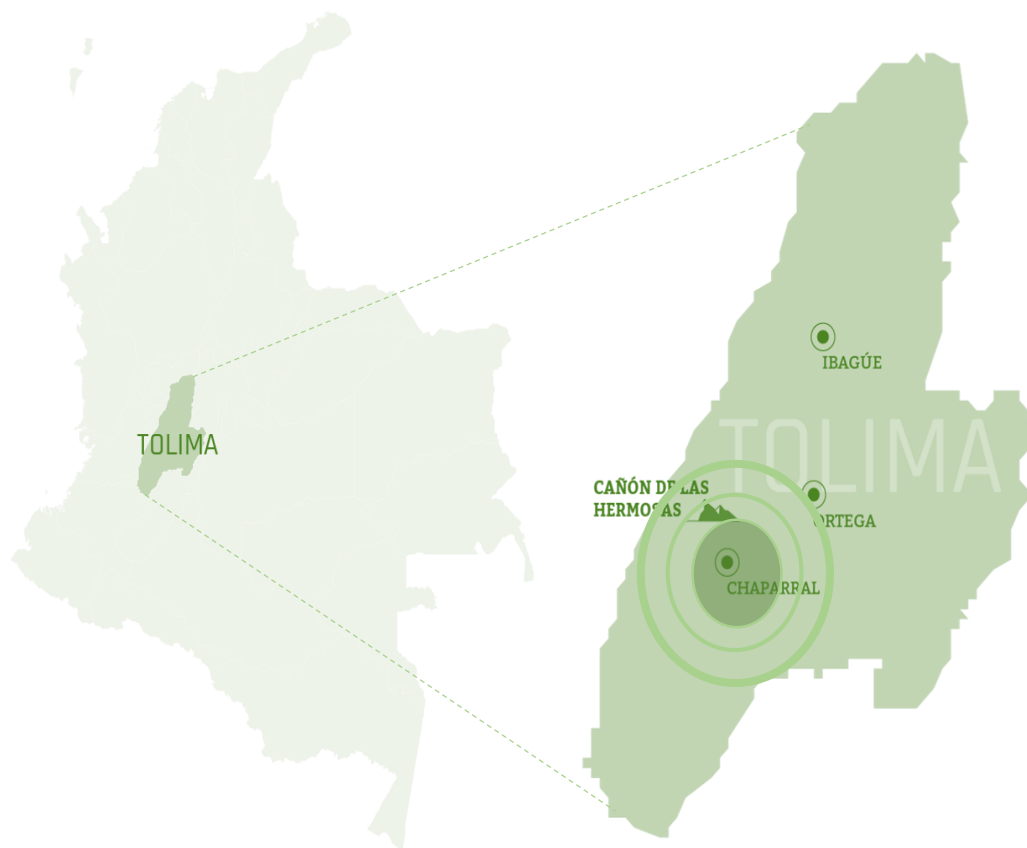 TOLIMA
IBAGÚE
TOLIMA
CAÑÓN DE LAS
HERMOSAS
ORTEGA
CHAPARRAL